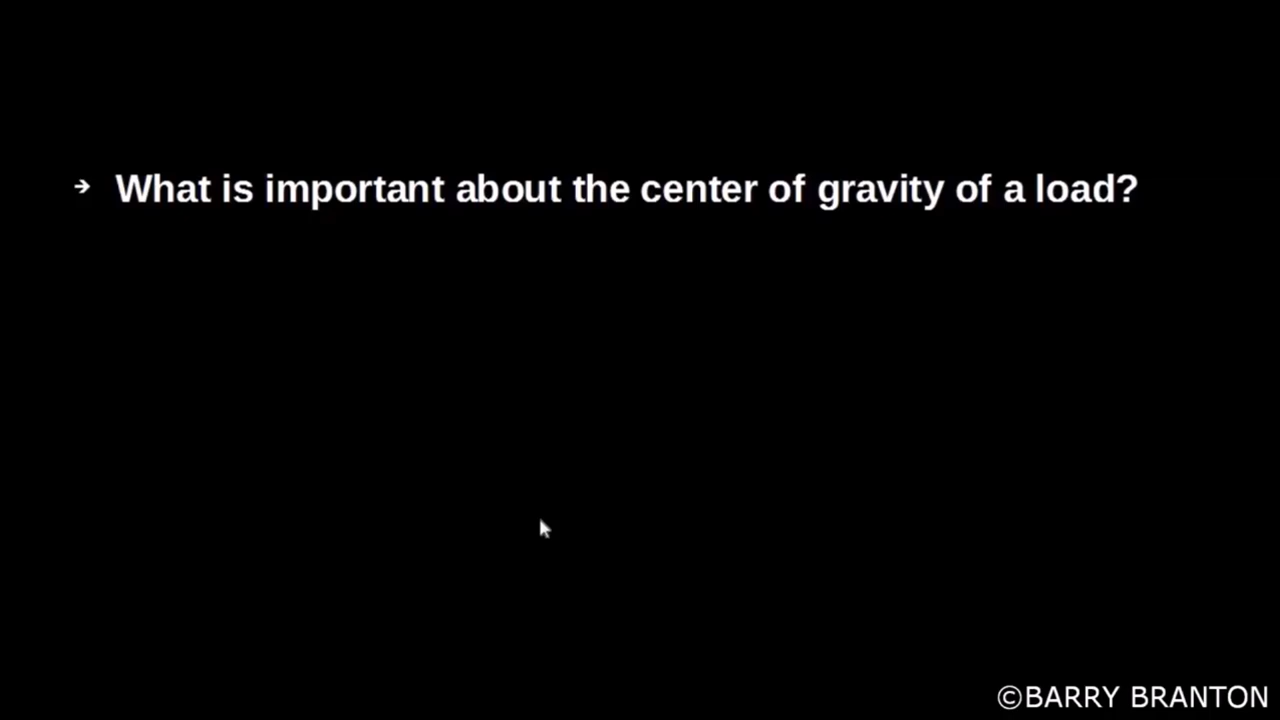 → What is important about the center of gravity of a load?
©BARRY BRANTON